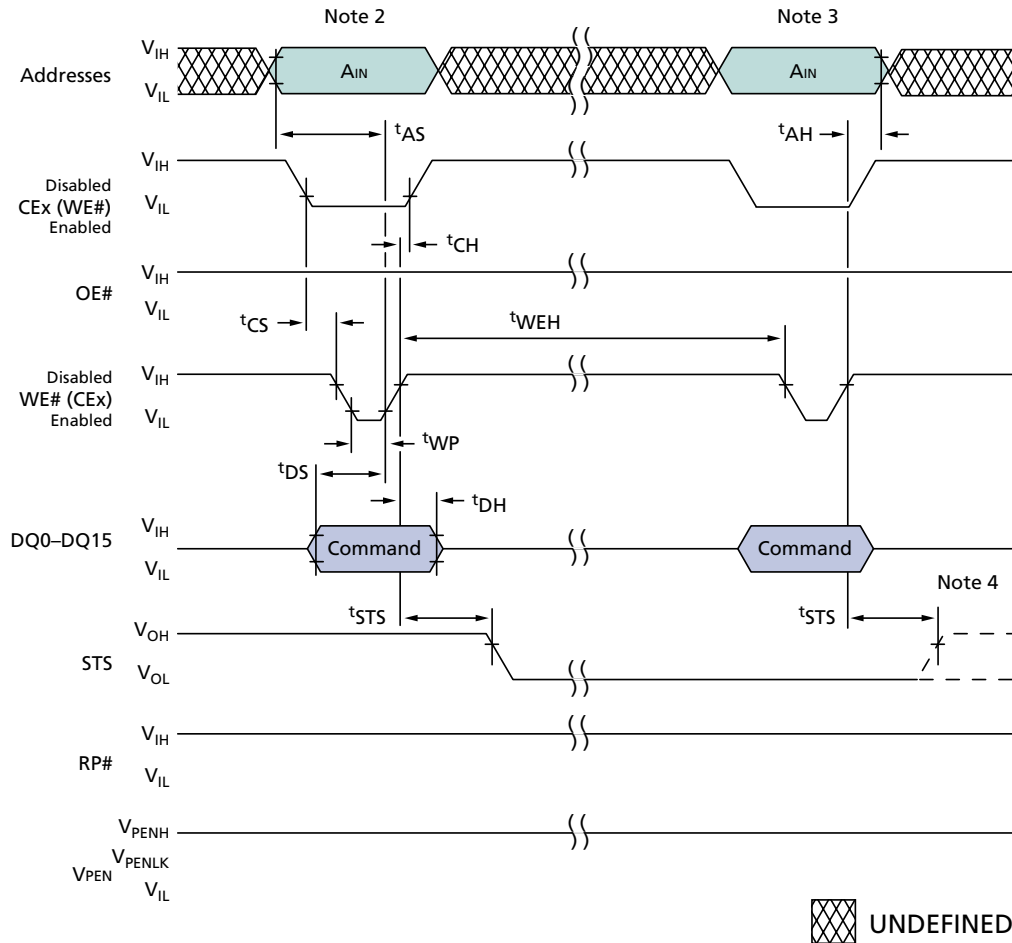 Note 2
Note 3
Addresses
VIH
VIL
AIN
AIN
tAS
tAH
Disabled
CEx (WE#)
Enabled
VIH
VIL
tCH
OE#
VIH
VIL
tCS
tWEH
Disabled
WE# (CEx)
Enabled
VIH
VIL
tWP
tDS
tDH
DQ0–DQ15
VIH
VIL
Command
Command
Note 4
tSTS
tSTS
STS
VOH
VOL
RP#
VIH
VIL
VPEN
VPENH
VPENLK
VIL
UNDEFINED